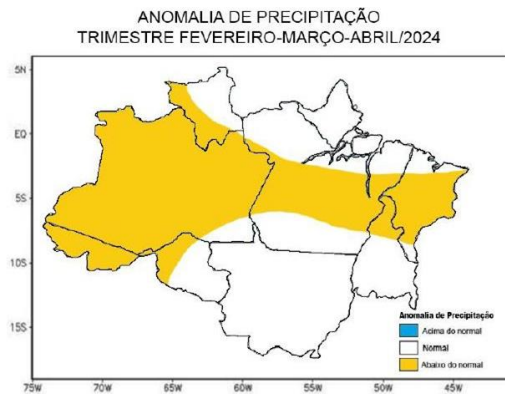 ANOMALIA DE PRECIPITAÇÃO
TRIMESTRE FEVEREIRO-MARÇO-ABRIL/2024
5N
EQ
5S
10S
15S
Anomalia de Precipitação
Acima do normal
Normal
Abaixo do normal
75W 70W 65W 60W 55W 50W 45W